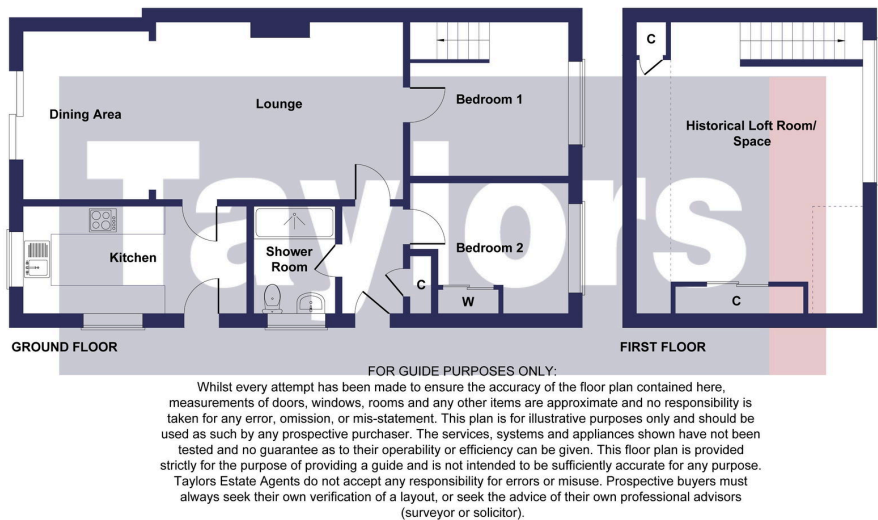 C
Dining Area
Lounge
Bedroom 1
Historical Loft Room/
Space
Taylors
Kitchen
Shower
Room
Bedroom 2
C
W
C
GROUND FLOOR
FIRST FLOOR
FOR GUIDE PURPOSES ONLY:
Whilst every attempt has been made to ensure the accuracy of the floor plan contained here,
measurements of doors, windows, rooms and any other items are approximate and no responsibility is
taken for any error, omission, or mis-statement. This plan is for illustrative purposes only and should be
used as such by any prospective purchaser. The services, systems and appliances shown have not been
tested and no guarantee as to their operability or efficiency can be given. This floor plan is provided
strictly for the purpose of providing a guide and is not intended to be sufficiently accurate for any purpose.
Taylors Estate Agents do not accept any responsibility for errors or misuse. Prospective buyers must
always seek their own verification of a layout, or seek the advice of their own professional advisors
(surveyor or solicitor).